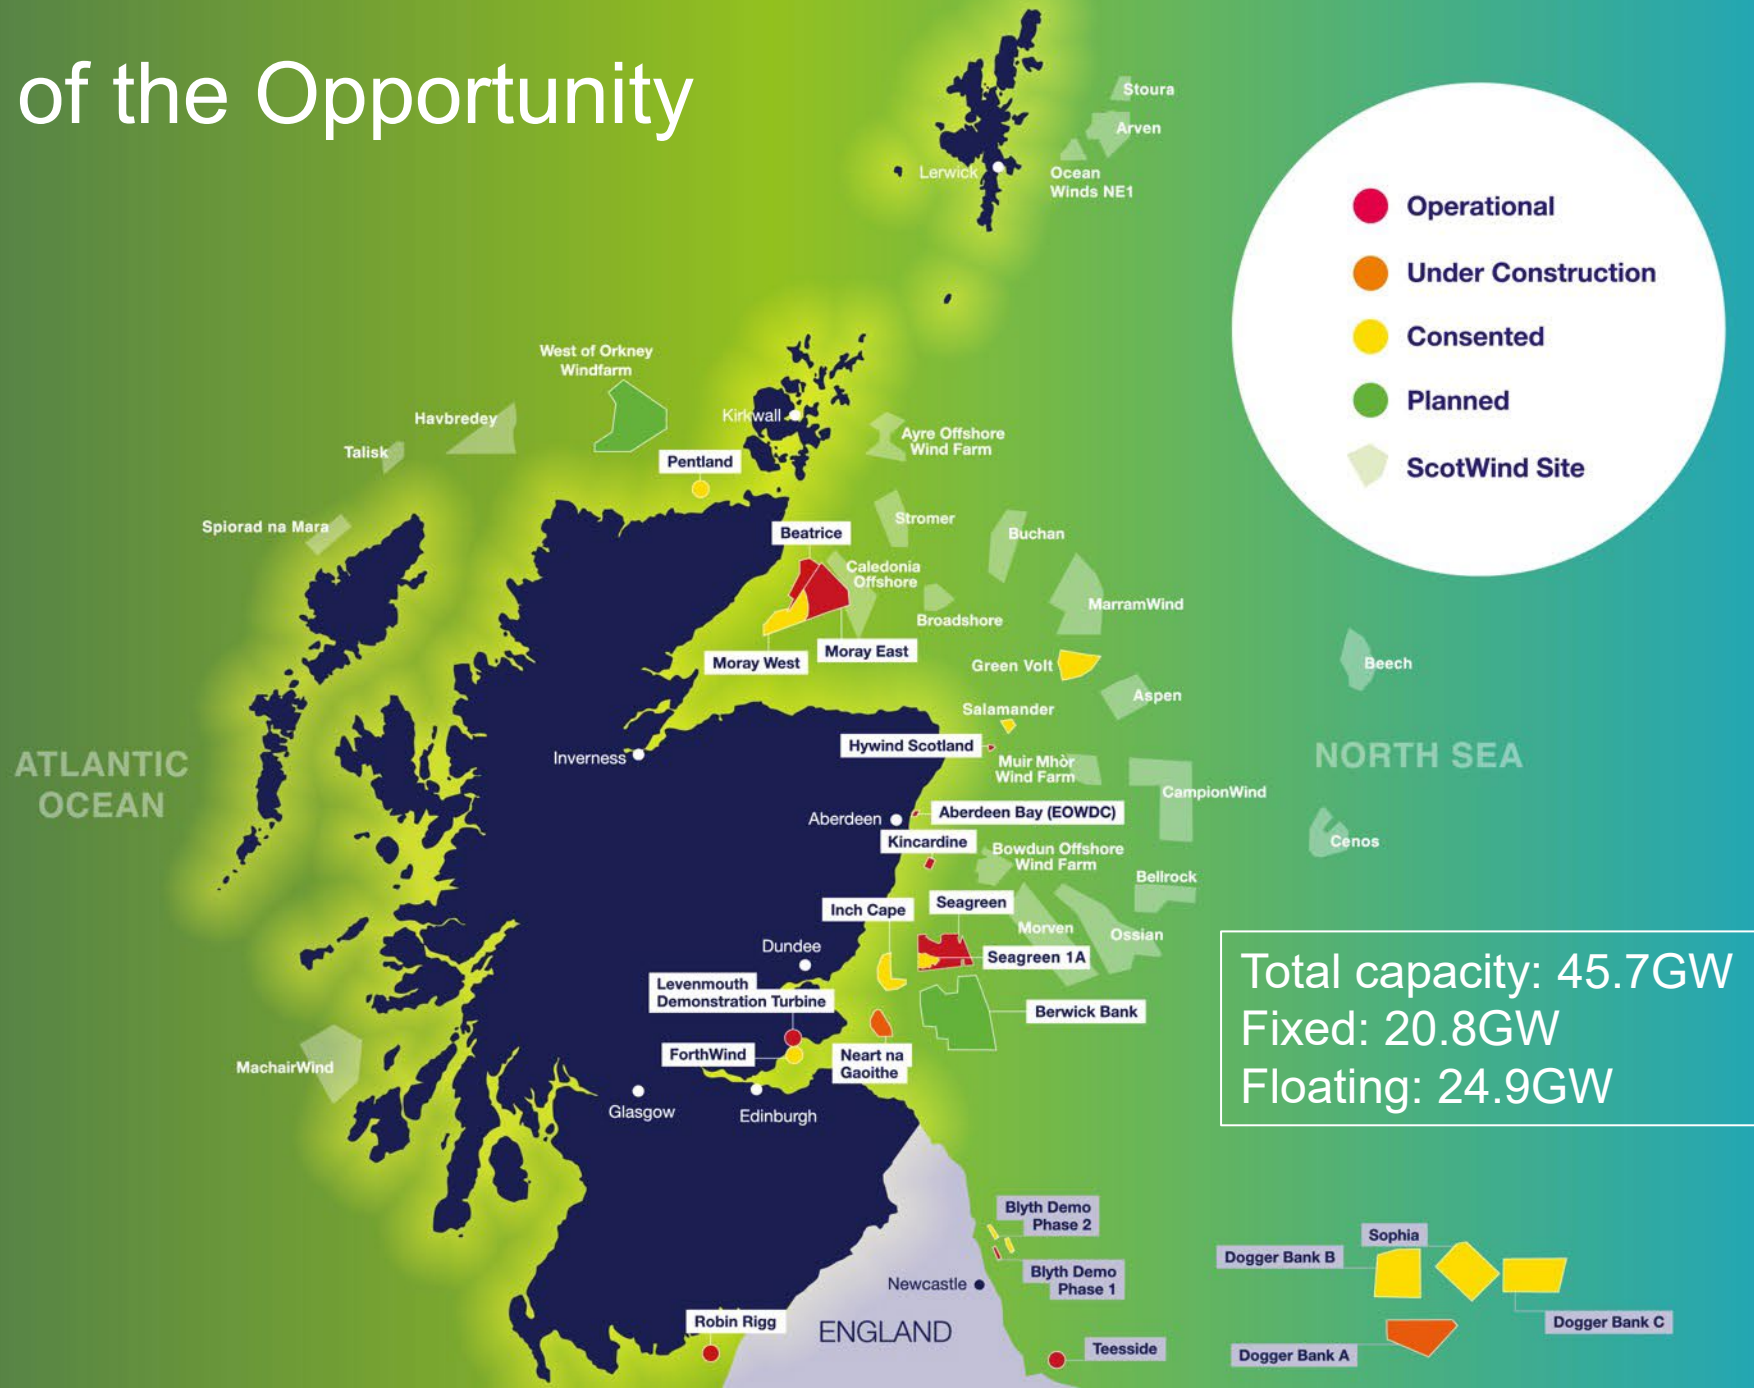 of the Opportunity
Stoura
Arven
Lerwick
Ocean
Winds NE1
Operational
Under Construction
Consented
Planned
ScotWind Site
West of Orkney
Windfarm
Havbredey
Kirkwall
Talisk
Ayre Offshore
Wind Farm
Pentland
Spiorad na Mara
Stromer
Beatrice
Buchan
Caledonia
Offshore
MarramWind
Broadshore
Moray East
Moray West
Green Volt
Beech
Aspen
Salamander
Hywind Scotland
Inverness
Muir Mhòr
Wind Farm
NORTH SEA
ATLANTIC
OCEAN
CampionWind
Aberdeen
Aberdeen Bay (EOWDC)
Kincardine
Cenos
Bowdun Offshore
Wind Farm
Bellrock
Inch Cape
Seagreen
Morven
Ossian
Dundee
Seagreen 1A
Levenmouth
Demonstration Turbine
Berwick Bank
Total capacity: 45.7GW
Fixed: 20.8GW
Floating: 24.9GW
ForthWind
Neart na
Gaoithe
MachairWind
Glasgow
Edinburgh
Blyth Demo
Phase 2
Sophia
Dogger Bank B
Blyth Demo
Phase 1
Newcastle
Robin Rigg
ENGLAND
Dogger Bank C
Teesside
Dogger Bank A